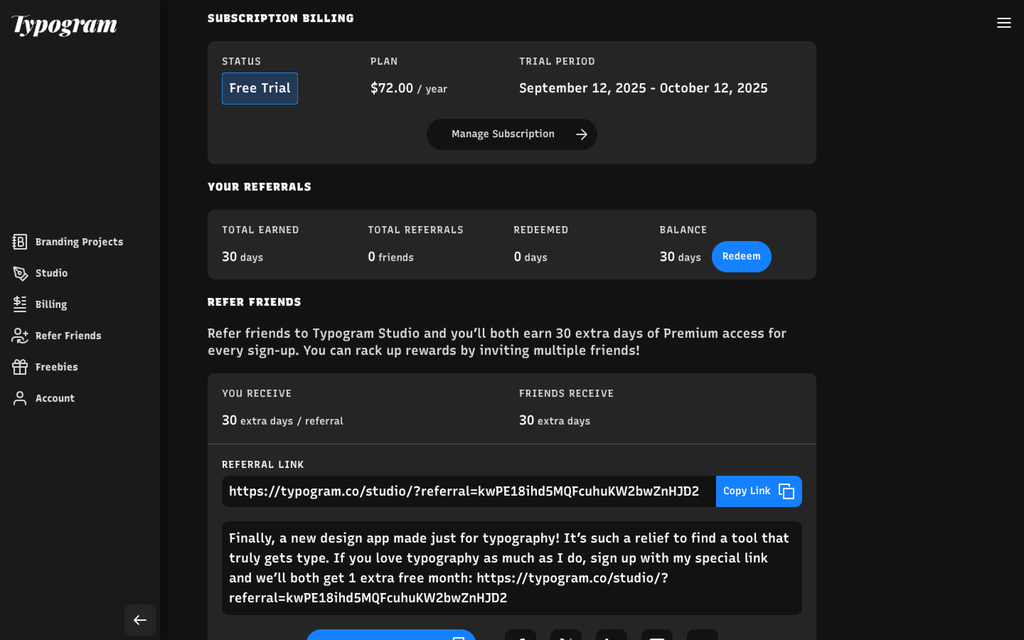 Typogram
SUBSCRIPTION BILLING
STATUS
PLAN
TRIAL PERIOD
Free Trial
$72.00 / year
September 12, 2025 - October 12, 2025
Manage Subscription
YOUR REFERRALS
TOTAL EARNED
TOTAL REFERRALS
REDEEMED
BALANCE
30 days
0 friends
0 days
30 days
Redeem
Branding Projects
Studio
Billing
Refer Friends
Freebies
Account
REFER FRIENDS
Refer friends to Typogram Studio and you’ll both earn 30 extra days of Premium access for
every sign-up. You can rack up rewards by inviting multiple friends!
YOU RECEIVE
FRIENDS RECEIVE
30 extra days / referral
30 extra days
REFERRAL LINK
https://typogram.co/studio/?referral=kwPE18ihd5MQFcuhuKW2bwZnHJD2
Copy Link
Finally, a new design app made just for typography! It’s such a relief to find a tool that
truly gets type. If you love typography as much as I do, sign up with my special link
and we’ll both get 1 extra free month: https://typogram.co/studio/?
referral=kwPE18ihd5MQFcuhuKW2bwZnHJD2